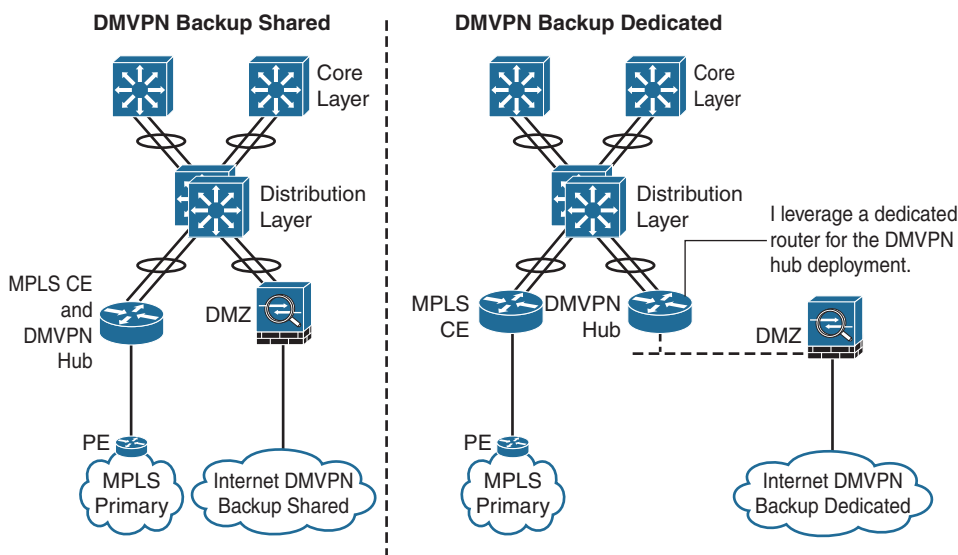 DMVPN Backup Shared
Core
Layer
Distribution
Layer
MPLS CE
and
DMVPN
Hub
DMZ
PE
MPLS
Primary
Internet DMVPN
Backup Shared
DMVPN Backup Dedicated
Core
Layer
Distribution
Layer
I leverage a dedicated
router for the DMVPN
hub deployment.
MPLS
CE
DMVPN
Hub
DMZ
PE
MPLS
Primary
Internet DMVPN
Backup Dedicated